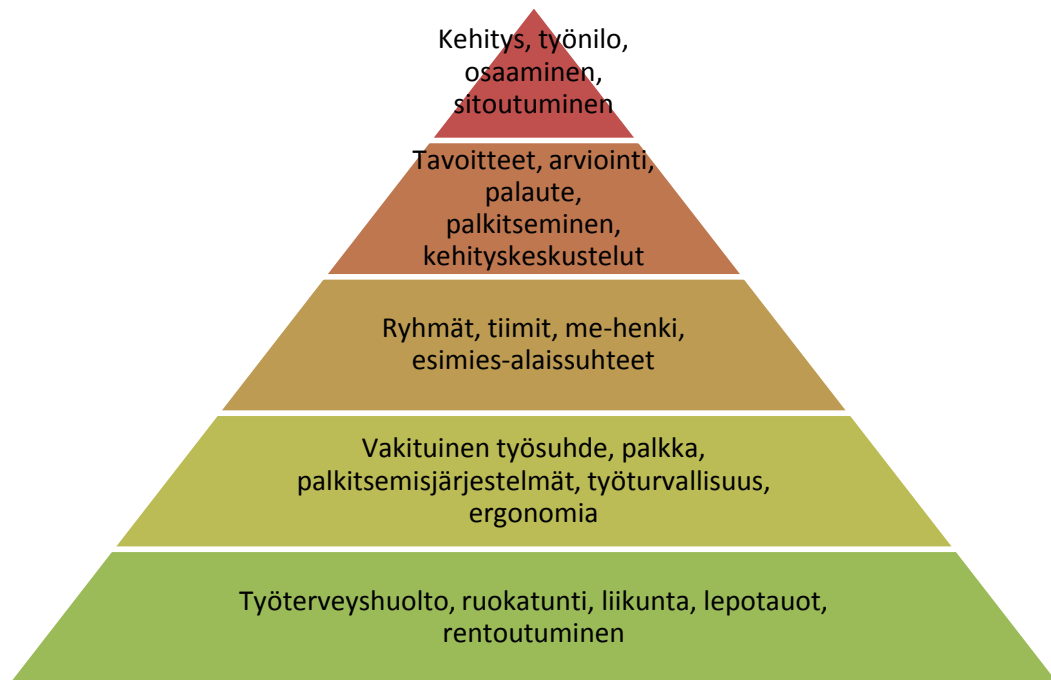 Kehitys, työnilo,
osaaminen,
sitoutuminen
Tavoitteet, arviointi,
palaute,
palkitseminen,
kehityskeskustelut
Ryhmät, tiimit, me-henki,
esimies-alaissuhteet
Vakituinen työsuhde, palkka,
palkitsemisjärjestelmät, työturvallisuus,
ergonomia
Työterveyshuolto, ruokatunti, liikunta, lepotauot,
rentoutuminen